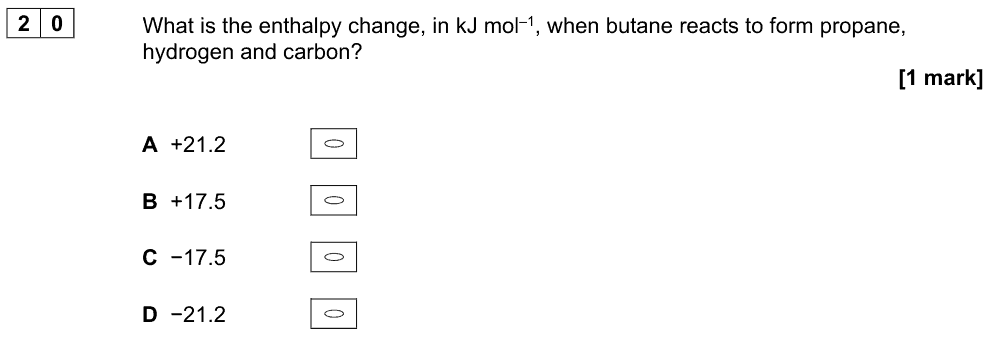 2 0 What is the enthalpy change, in kJ mol⁻¹, when butane reacts to form propane,
hydrogen and carbon?
[1 mark]
A +21.2
B +17.5
C −17.5
D −21.2